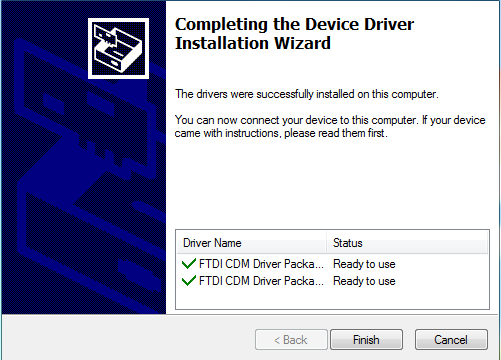 Completing the Device Driver
Installation Wizard
The drivers were successfully installed on this computer.
You can now connect your device to this computer. If your device
came with instructions, please read them first.
Driver Name Status
FTDI CDM Driver Packa... Ready to use
FTDI CDM Driver Packa... Ready to use
< Back Finish Cancel